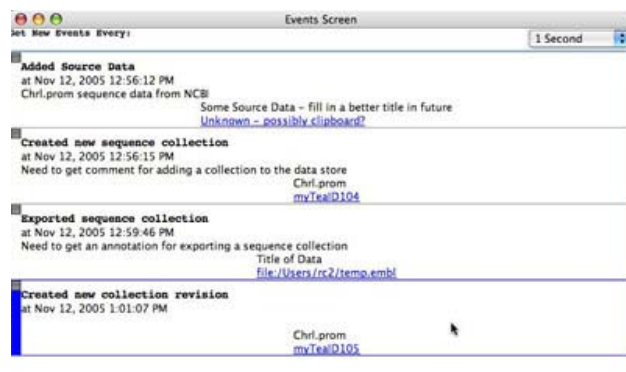 Events Screen
Get New Events Every:
1 Second
Added Source Data
at Nov 12, 2005 12:56:12 PM
Chrl.prom sequence data from NCBI
Some Source Data - fill in a better title in future
Unknown - possibly clipboard?
Created new sequence collection
at Nov 12, 2005 12:56:15 PM
Need to get comment for adding a collection to the data store
Chrl.prom
myTealD104
Exported sequence collection
at Nov 12, 2005 12:59:46 PM
Need to get an annotation for exporting a sequence collection
Title of Data
file:/Users/rc2/temp.embl
Created new collection revision
at Nov 12, 2005 1:01:07 PM
Chrl.prom
myTealD105